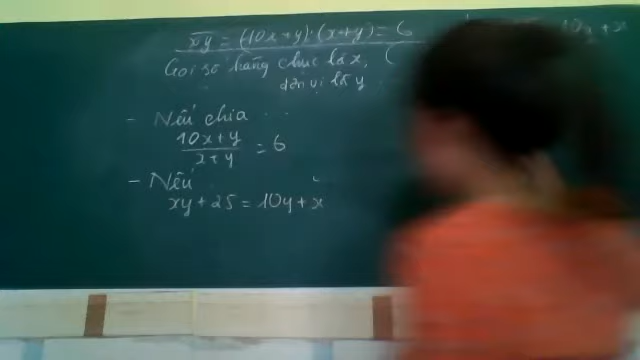 xy = (10x+y):(x+y) = 6
10y+x
Gọi số hàng chục là x, (
đơn vị là y
- Nếu chia
10x+y
x+y
= 6
- Nếu
xy + 25 = 10y + x